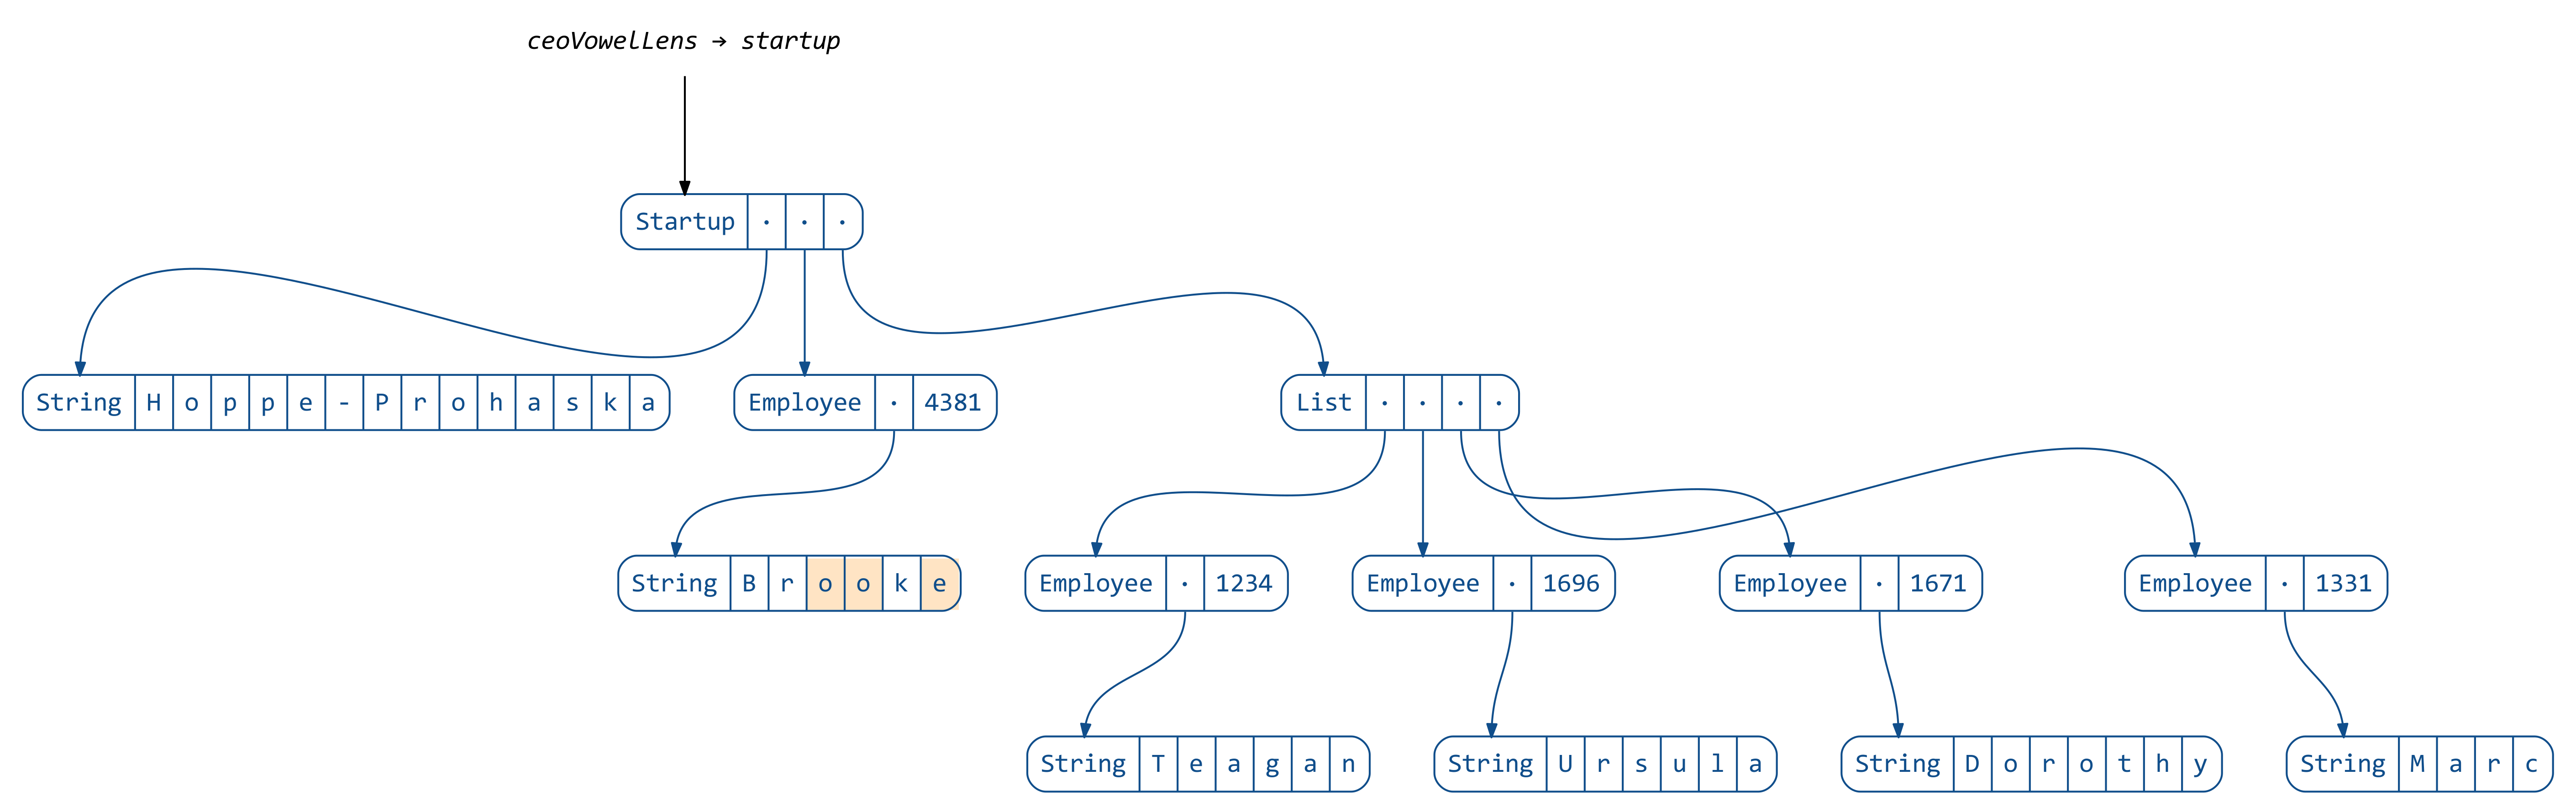 ceoVowelLens → startup
Startup · · ·
String H o p p e - P r o h a s k a
Employee · 4381
List · · · ·
String B r o o k e
Employee · 1234
Employee · 1696
Employee · 1671
Employee · 1331
String T e a g a n
String U r s u l a
String D o r o t h y
String M a r c